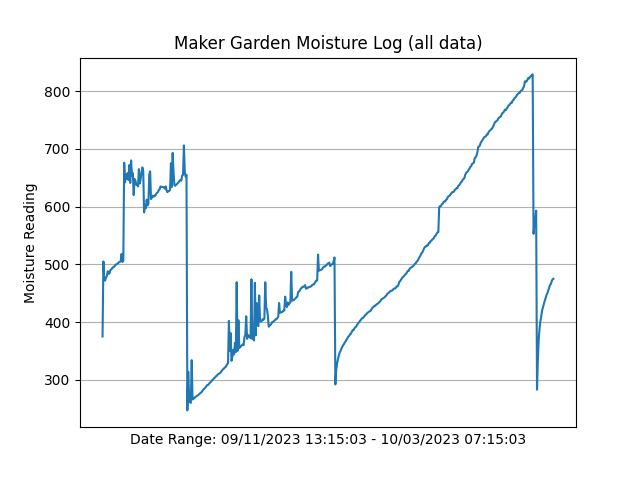 Maker Garden Moisture Log (all data)
800
700
600
500
400
300
Moisture Reading
Date Range: 09/11/2023 13:15:03 - 10/03/2023 07:15:03